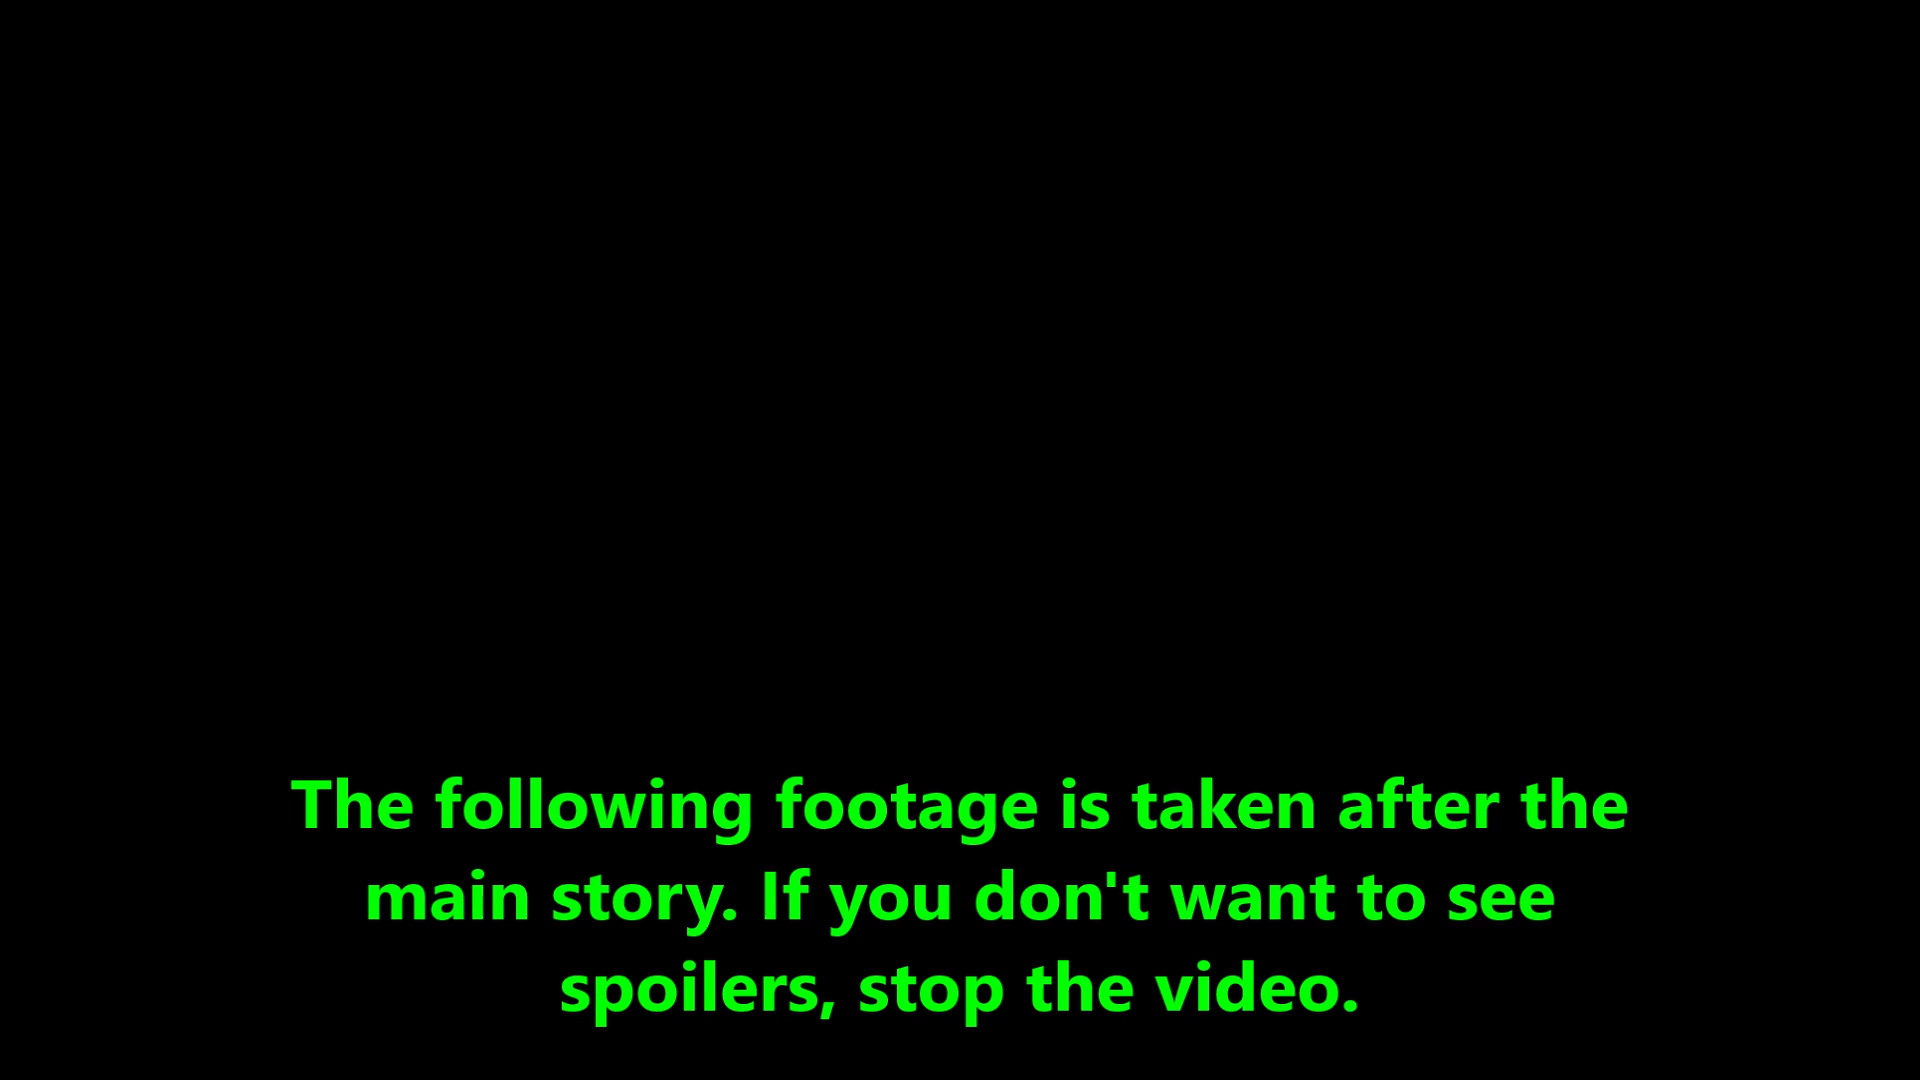 The following footage is taken after the
main story. If you don't want to see
spoilers, stop the video.